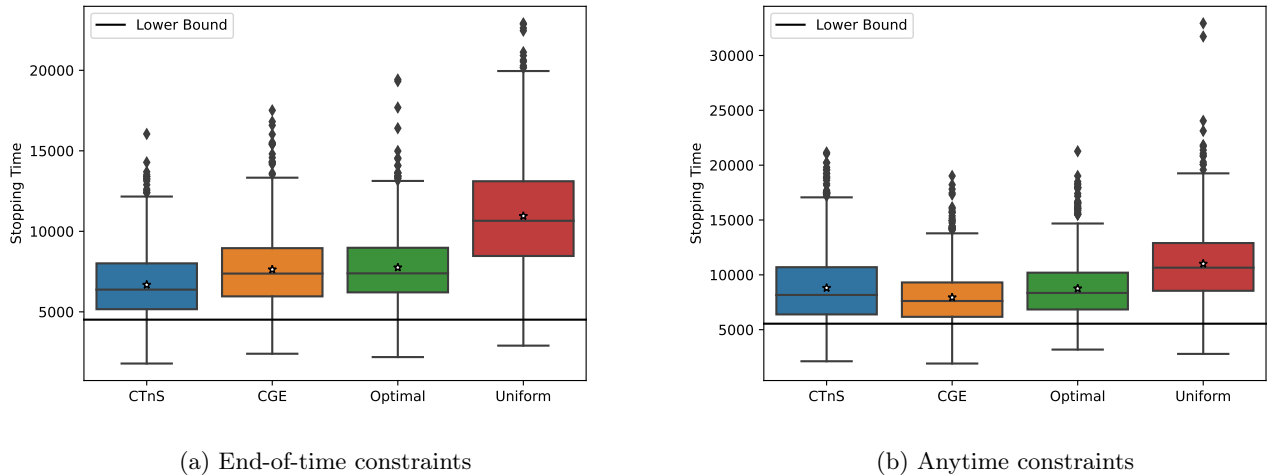 Lower Bound
20000
15000
10000
5000
Stopping Time
CTnS CGE Optimal Uniform
(a) End-of-time constraints
Lower Bound
30000
25000
20000
15000
10000
5000
Stopping Time
CTnS CGE Optimal Uniform
(b) Anytime constraints